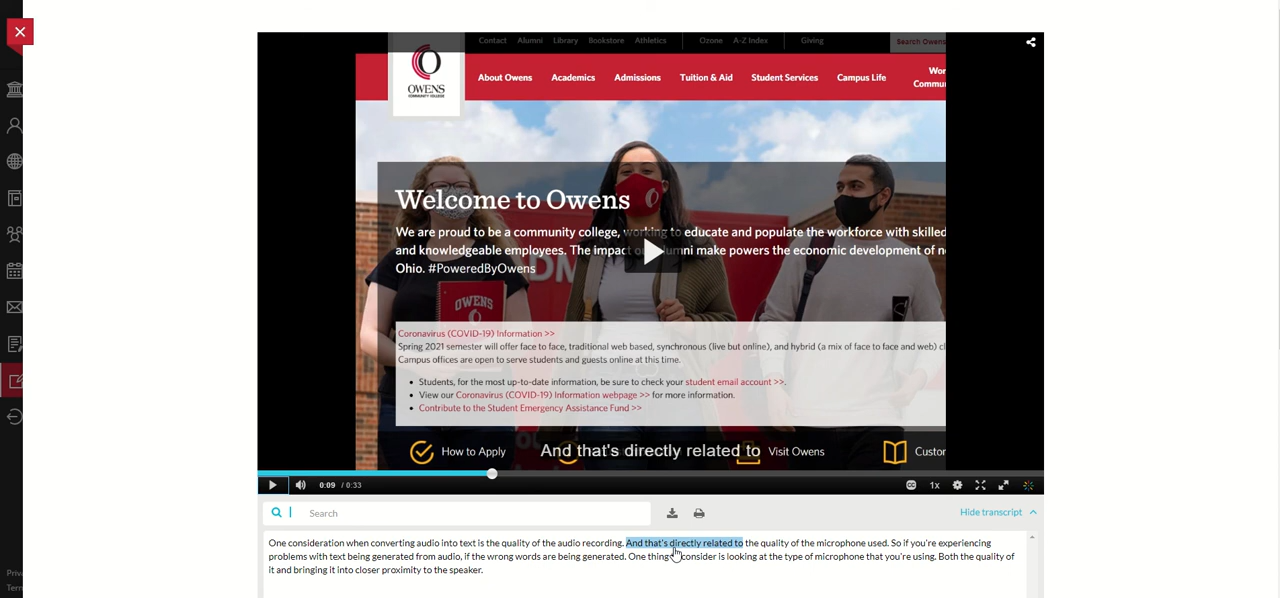 Contact Alumni Library Bookstore Athletics Ozone A-Z Index Giving Search Owens
OWENS
COMMUNITY COLLEGE
About Owens Academics Admissions Tuition & Aid Student Services Campus Life
Welcome to Owens
We are proud to be a community college, working to educate and populate the workforce with skilled
and knowledgeable employees. The impact alumni make powers the economic development of
Ohio. #PoweredByOwens
OWENS
Coronavirus (COVID-19) Information >>
Spring 2021 semester will offer face to face, traditional web based, synchronous (live but online), and hybrid (a mix of face to face and web) cl
Campus offices are open to serve students and guests online at this time.
• Students, for the most up-to-date information, be sure to check your student email account >>.
• View our Coronavirus (COVID-19) Information webpage >> for more information.
• Contribute to the Student Emergency Assistance Fund >>
How to Apply And that's directly related to Visit Owens Custom
0:09 / 0:33 CC 1x
Search Hide transcript
One consideration when converting audio into text is the quality of the audio recording. And that's directly related to the quality of the microphone used. So if you're experiencing
problems with text being generated from audio, if the wrong words are being generated. One thing consider is looking at the type of microphone that you're using. Both the quality of
it and bringing it into closer proximity to the speaker.
Priv
Term